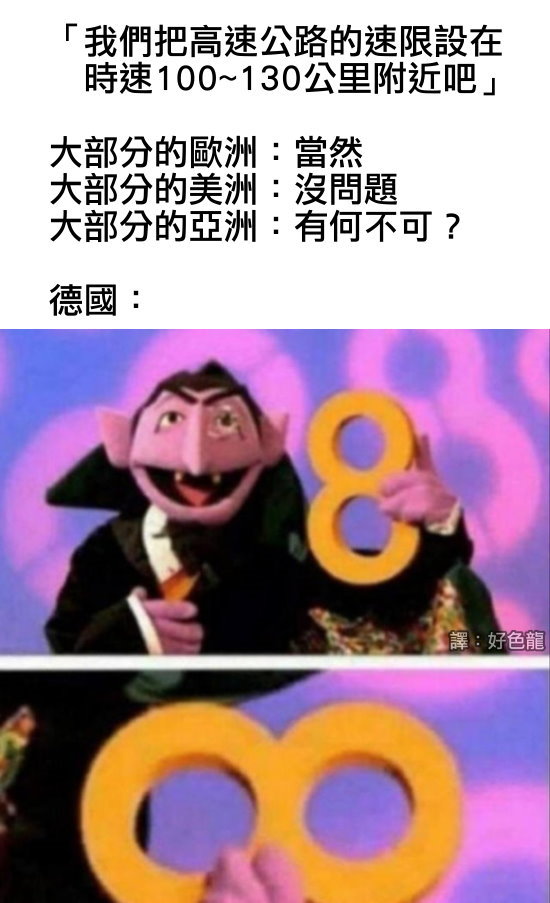 「我們把高速公路的速限設在
時速100~130公里附近吧」
大部分的歐洲：當然
大部分的美洲：沒問題
大部分的亞洲：有何不可？
德國：
8
譯：好色龍